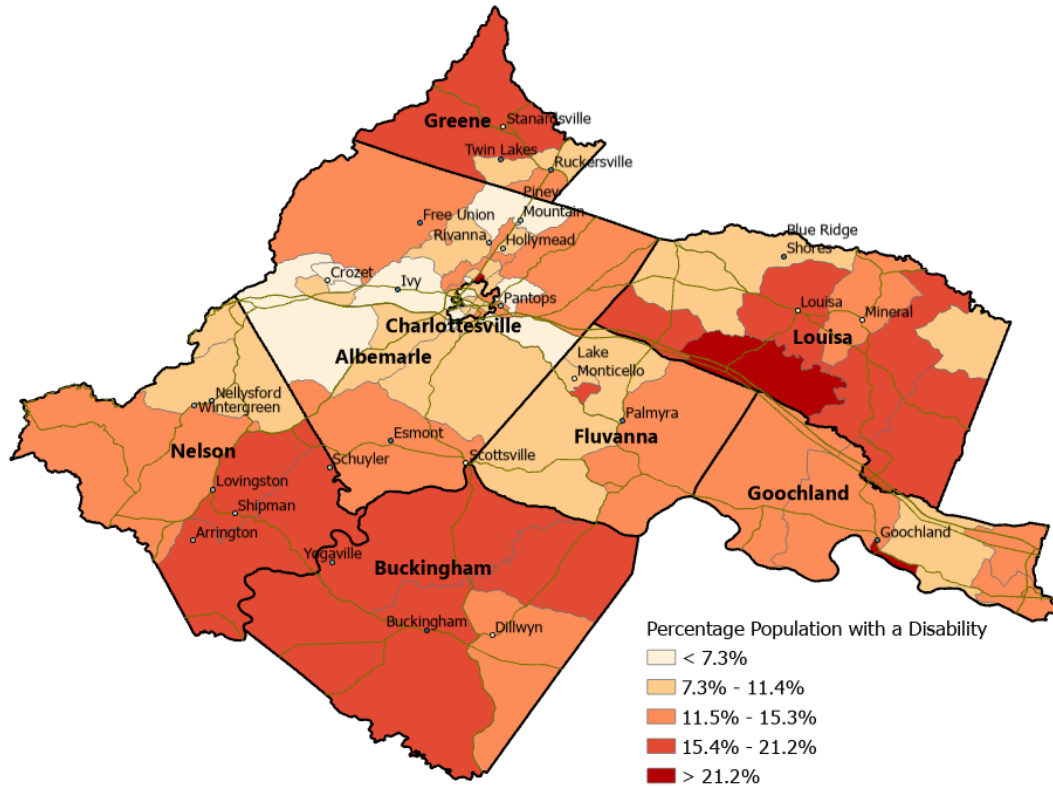 Greene
Stanardsville
Twin Lakes
Ruckersville
Piney
Mountain
Free Union
Rivanna
Hollymead
Blue Ridge
Shores
Crozet
Ivy
Pantops
Louisa
Mineral
Charlottesville
Louisa
Albemarle
Lake
Monticello
Nellysford
Wintergreen
Palmyra
Esmont
Fluvanna
Nelson
Scottsville
Schuyler
Lovingston
Goochland
Shipman
Arrington
Goochland
Yogaville
Buckingham
Buckingham
Dillwyn
Percentage Population with a Disability
< 7.3%
7.3% - 11.4%
11.5% - 15.3%
15.4% - 21.2%
> 21.2%